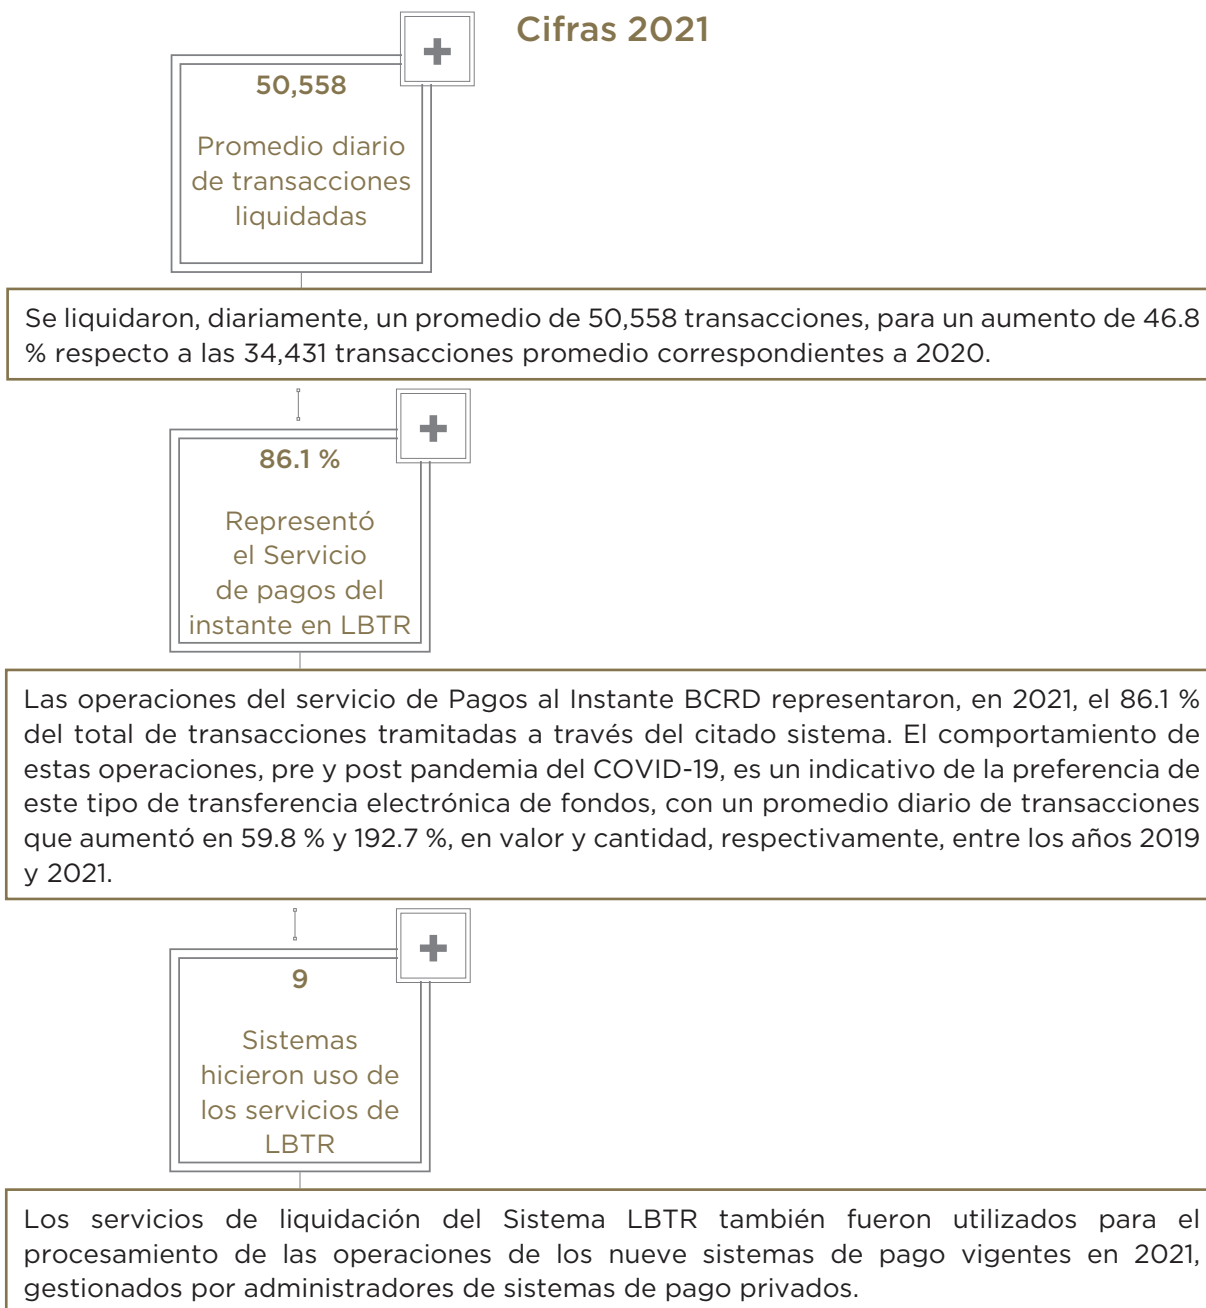 Cifras 2021
50,558
Promedio diario
de transacciones
liquidadas
Se liquidaron, diariamente, un promedio de 50,558 transacciones, para un aumento de 46.8
% respecto a las 34,431 transacciones promedio correspondientes a 2020.
86.1 %
Representó
el Servicio
de pagos del
instante en LBTR
Las operaciones del servicio de Pagos al Instante BCRD representaron, en 2021, el 86.1 %
del total de transacciones tramitadas a través del citado sistema. El comportamiento de
estas operaciones, pre y post pandemia del COVID-19, es un indicativo de la preferencia de
este tipo de transferencia electrónica de fondos, con un promedio diario de transacciones
que aumentó en 59.8 % y 192.7 %, en valor y cantidad, respectivamente, entre los años 2019
y 2021.
9
Sistemas
hicieron uso de
los servicios de
LBTR
Los servicios de liquidación del Sistema LBTR también fueron utilizados para el
procesamiento de las operaciones de los nueve sistemas de pago vigentes en 2021,
gestionados por administradores de sistemas de pago privados.